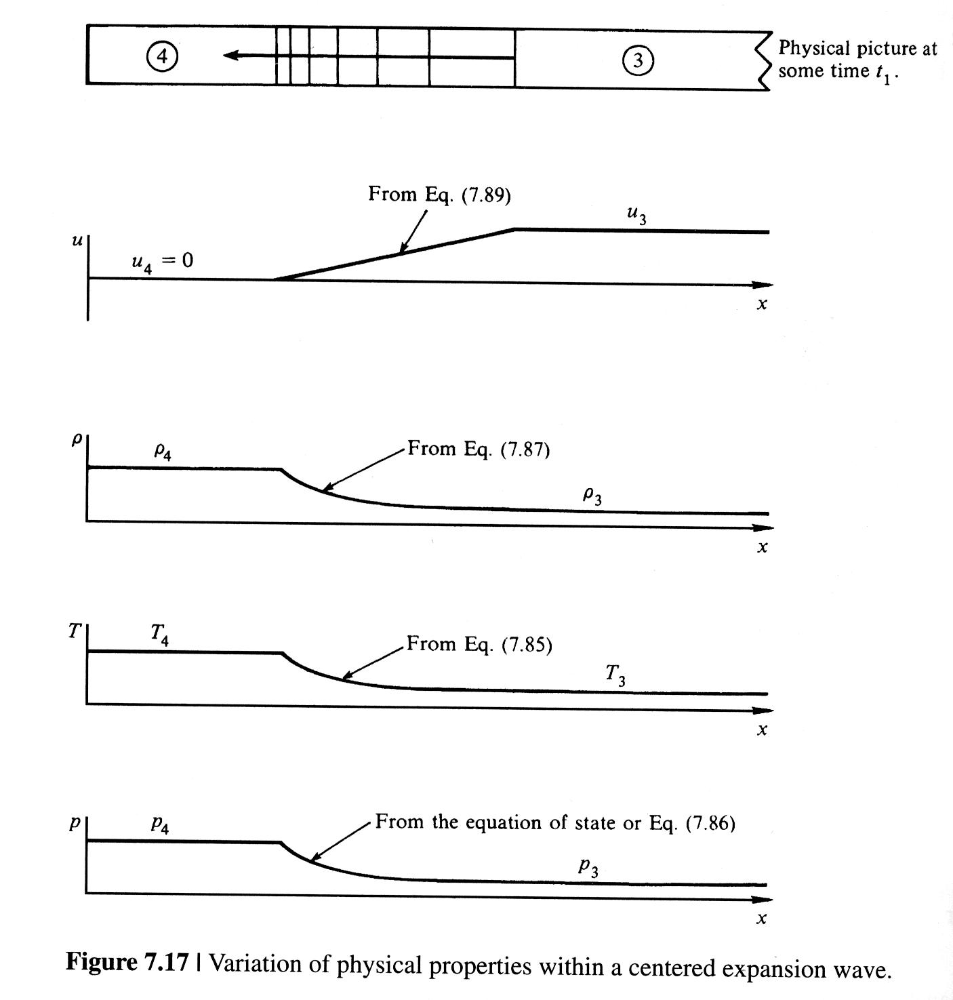 ④ ③ Physical picture at
some time t₁.
From Eq. (7.89)
u₃
u
u₄ = 0
x
ρ
ρ₄
From Eq. (7.87)
ρ₃
x
T
T₄
From Eq. (7.85)
T₃
x
p
p₄
From the equation of state or Eq. (7.86)
p₃
x
Figure 7.17 | Variation of physical properties within a centered expansion wave.